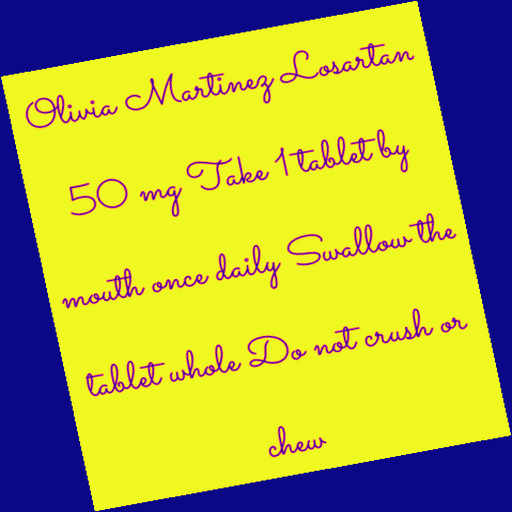 Olivia Martinez Losartan
50 mg Take 1 tablet by
mouth once daily Swallow the
tablet whole Do not crush or
chew